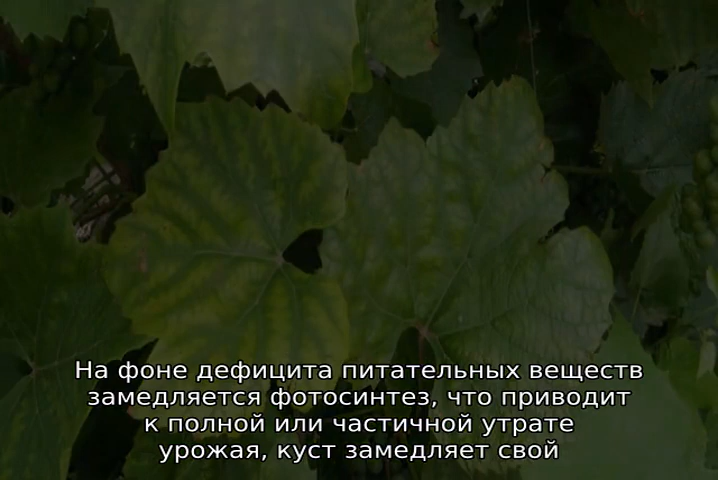 На фоне дефицита питательных веществ
замедляется фотосинтез, что приводит
к полной или частичной утрате
урожая, куст замедляет свой